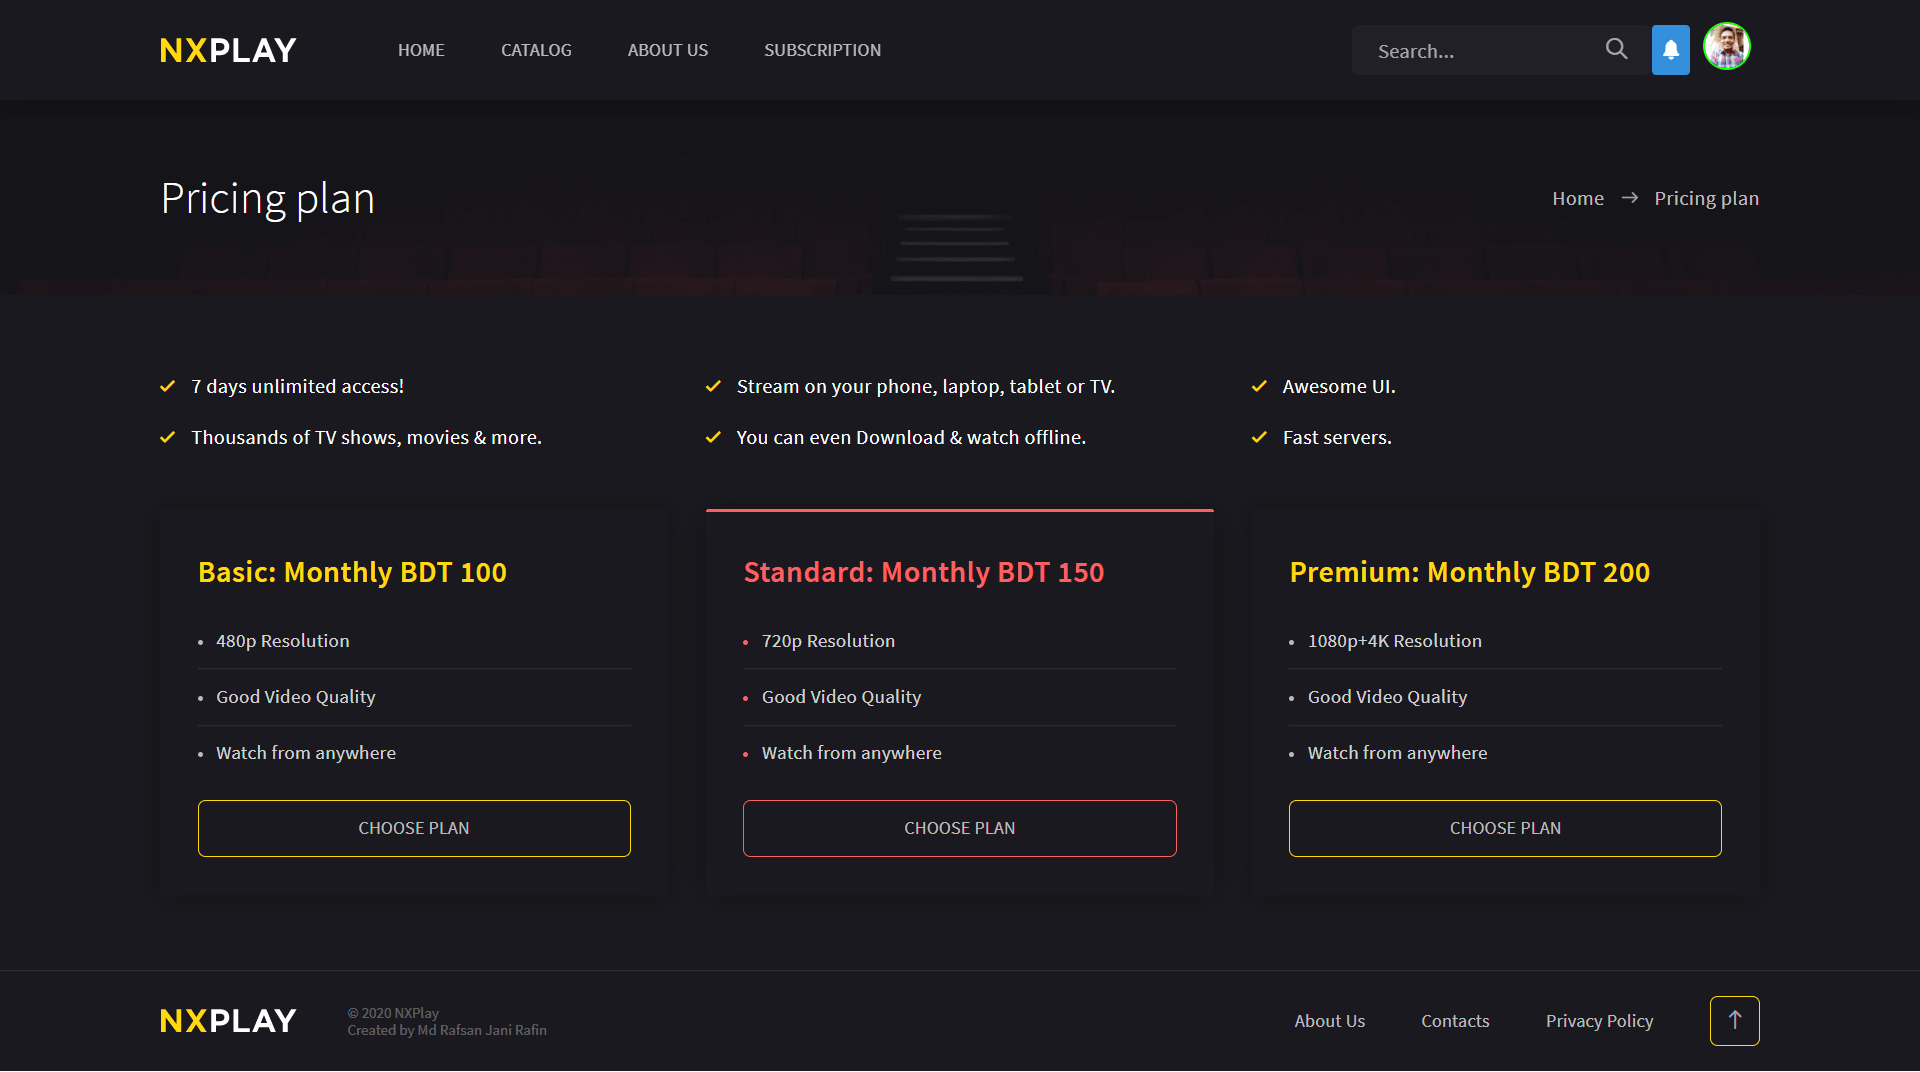 NXPLAY HOME CATALOG ABOUT US SUBSCRIPTION Search...
Pricing plan
Home → Pricing plan
7 days unlimited access!
Stream on your phone, laptop, tablet or TV.
Awesome UI.
Thousands of TV shows, movies & more.
You can even Download & watch offline.
Fast servers.
Basic: Monthly BDT 100
480p Resolution
Good Video Quality
Watch from anywhere
CHOOSE PLAN
Standard: Monthly BDT 150
720p Resolution
Good Video Quality
Watch from anywhere
CHOOSE PLAN
Premium: Monthly BDT 200
1080p+4K Resolution
Good Video Quality
Watch from anywhere
CHOOSE PLAN
NXPLAY
© 2020 NXPlay
Created by Md Rafsan Jani Rafin
About Us Contacts Privacy Policy